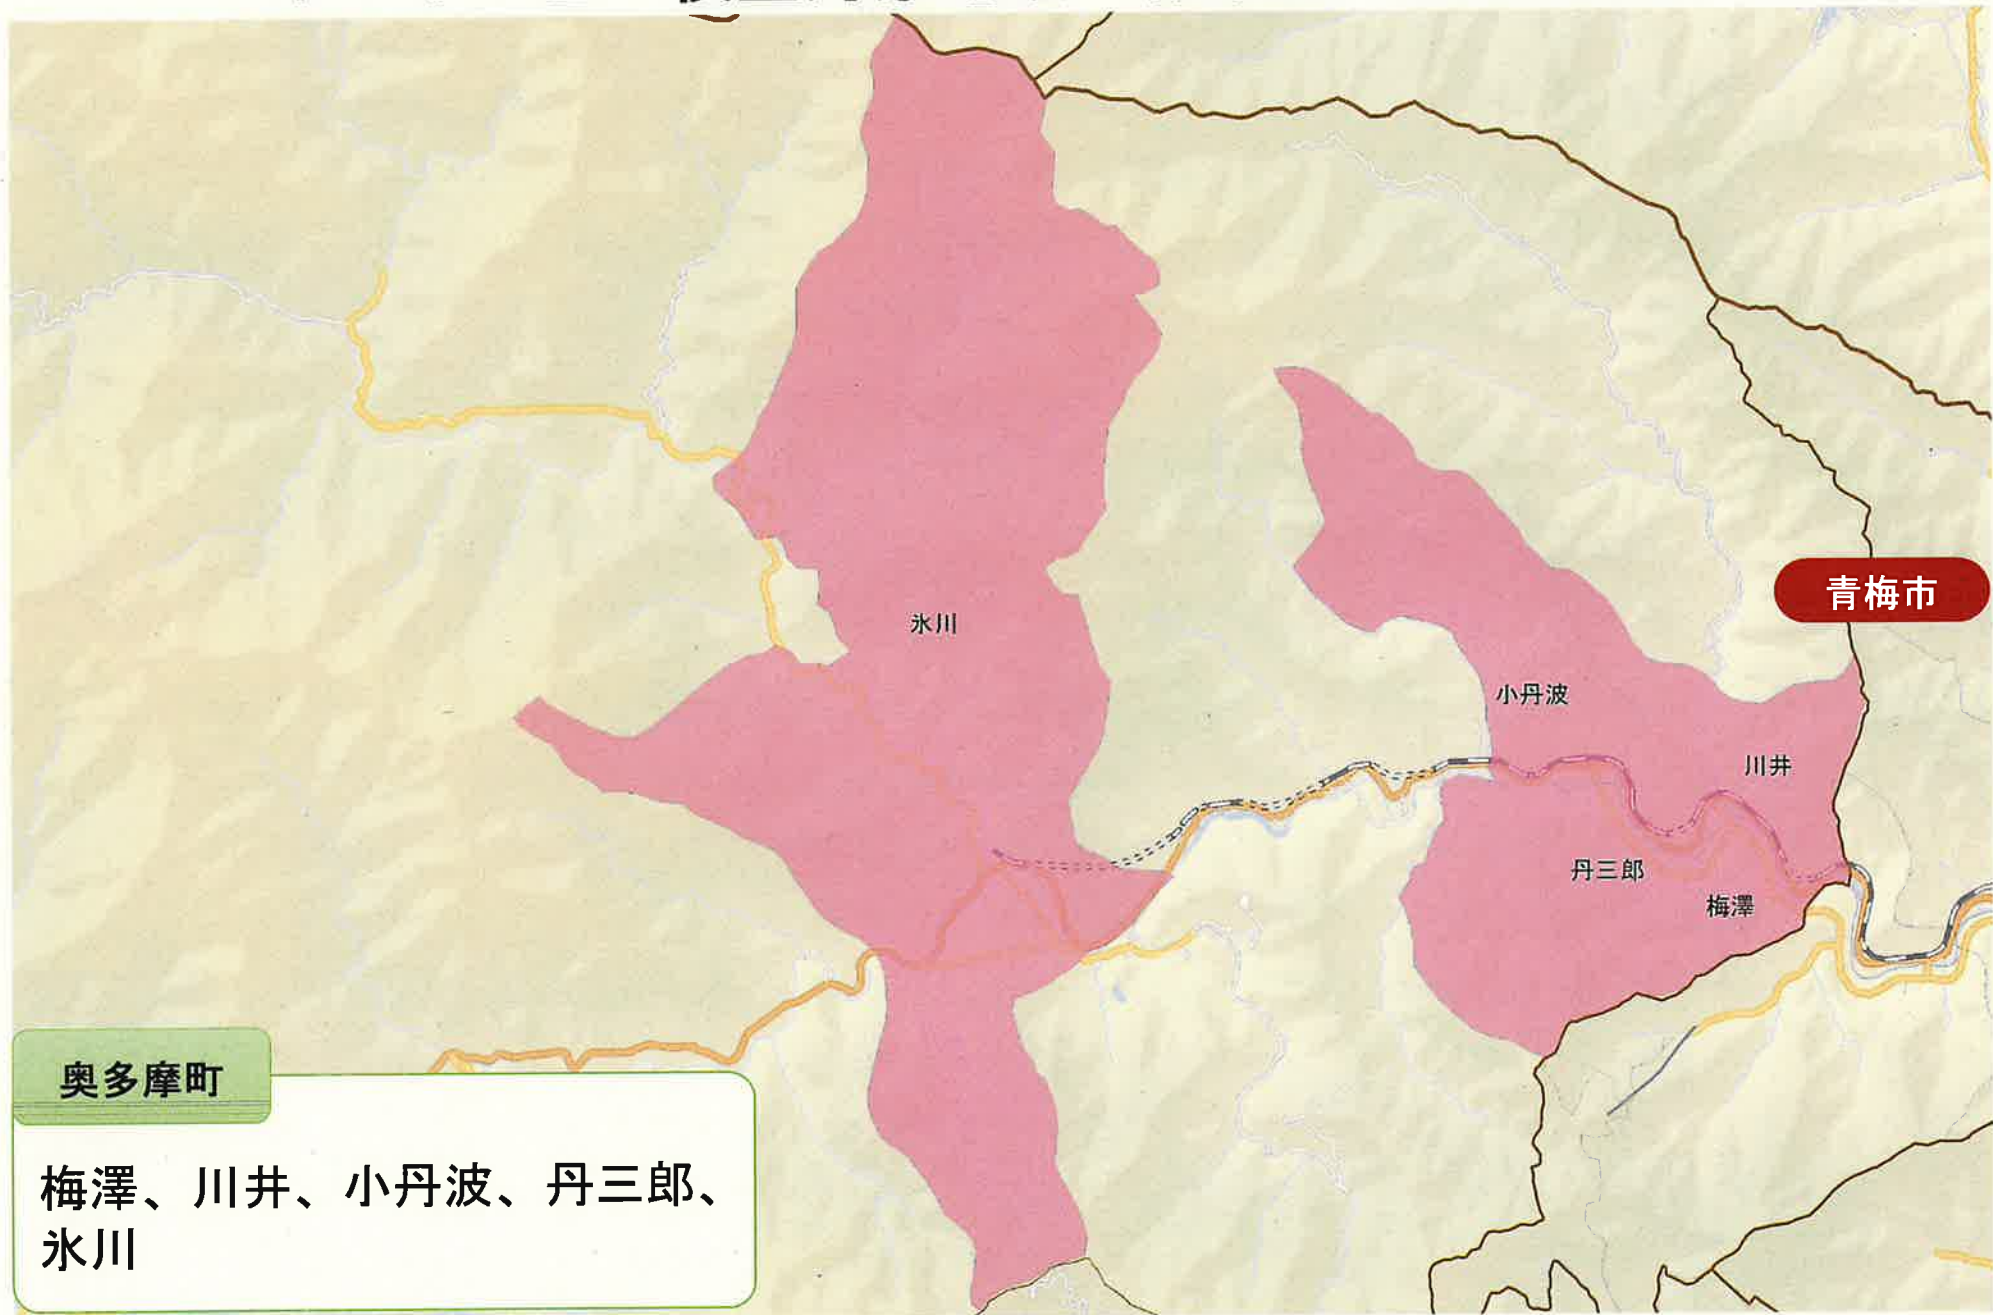 青梅市
氷川
小丹波
川井
丹三郎
梅澤
奥多摩町
梅澤、川井、小丹波、丹三郎、
氷川